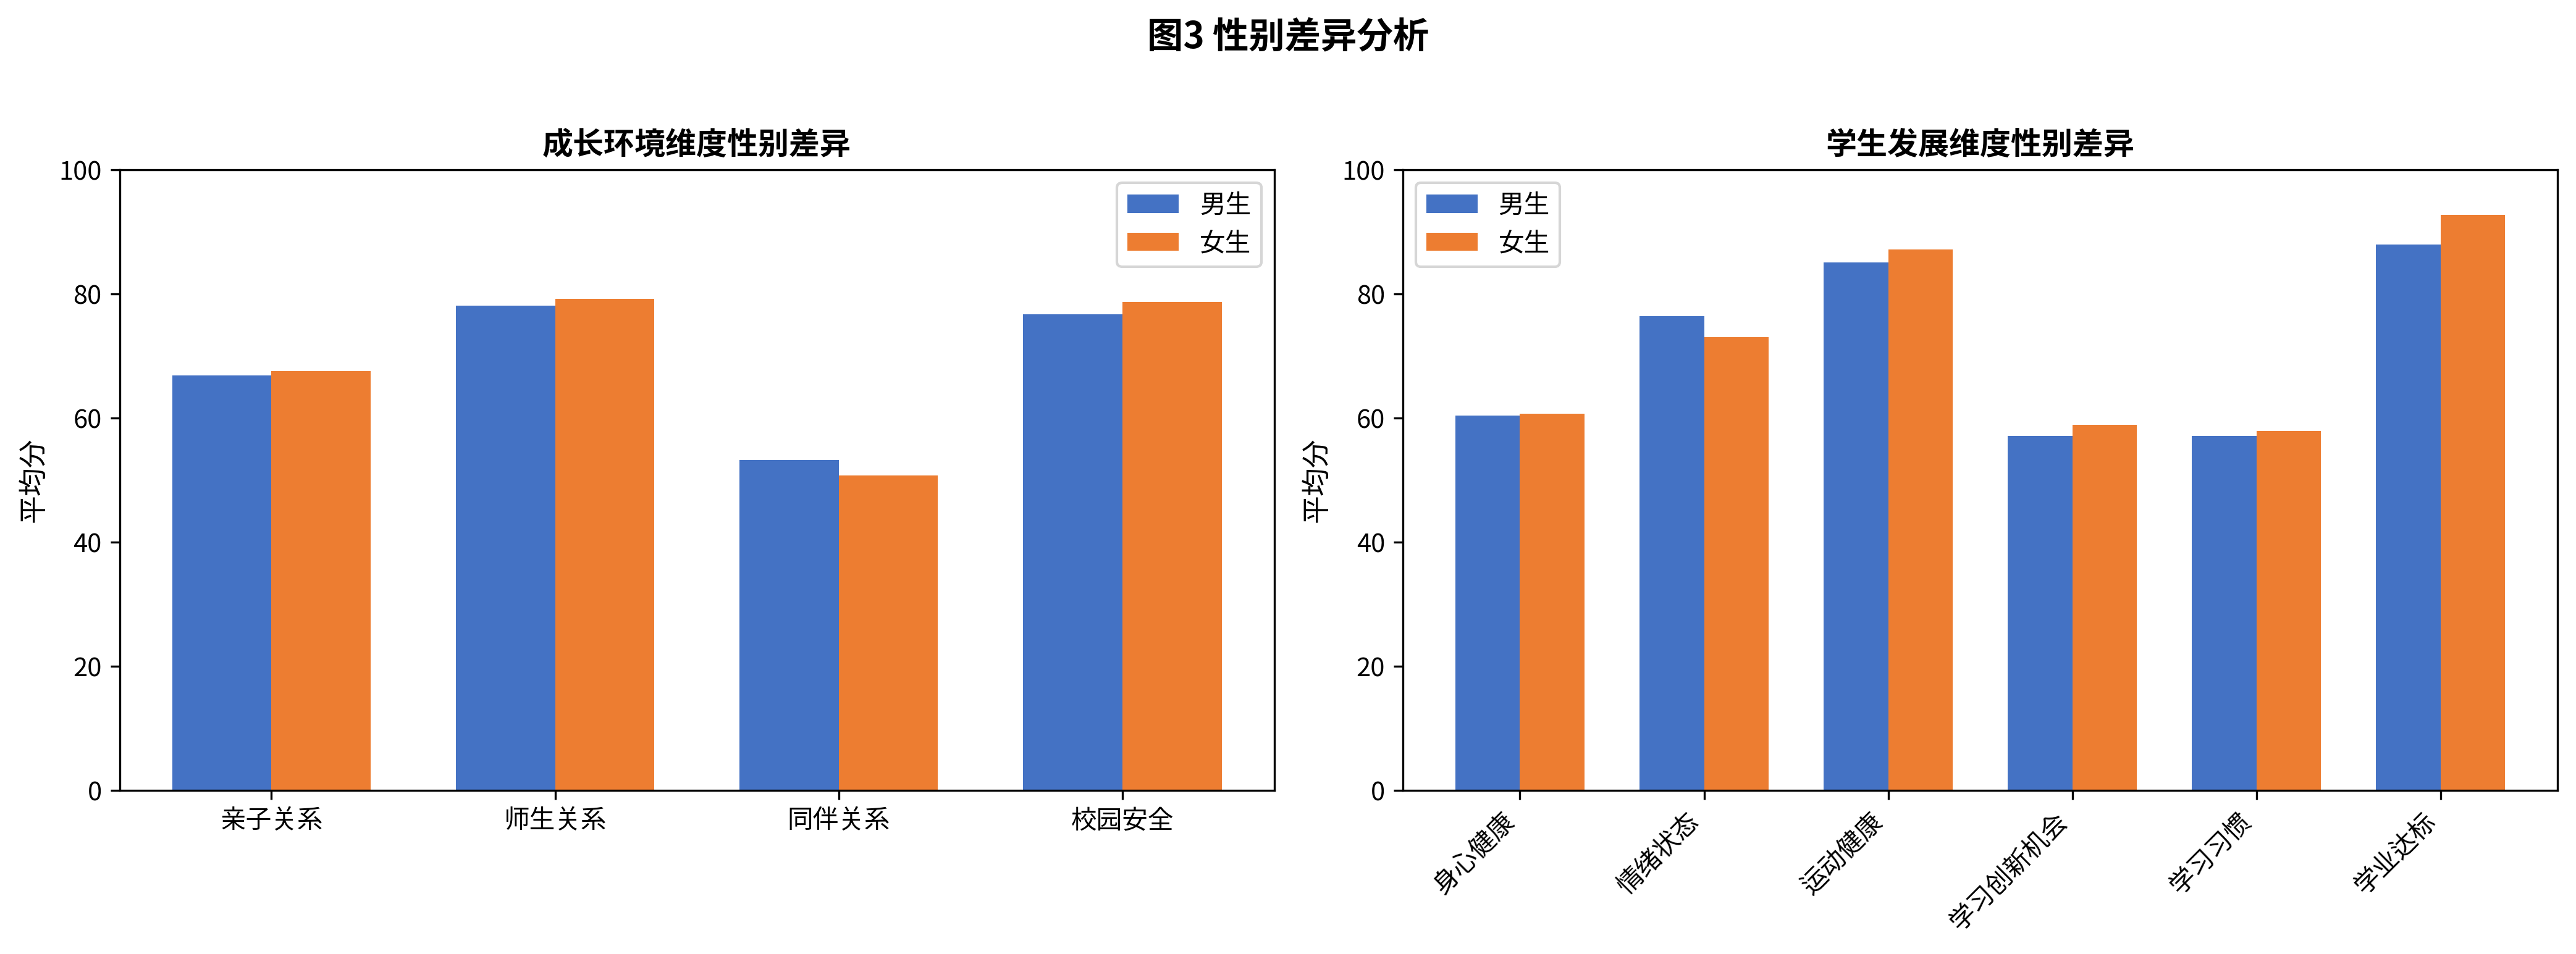 图3 性别差异分析
成长环境维度性别差异
100
80
60
40
20
0
平均分
男生
女生
亲子关系
师生关系
同伴关系
校园安全
学生发展维度性别差异
100
80
60
40
20
0
平均分
男生
女生
身心健康
情绪状态
运动健康
学习创新机会
学习习惯
学业达标